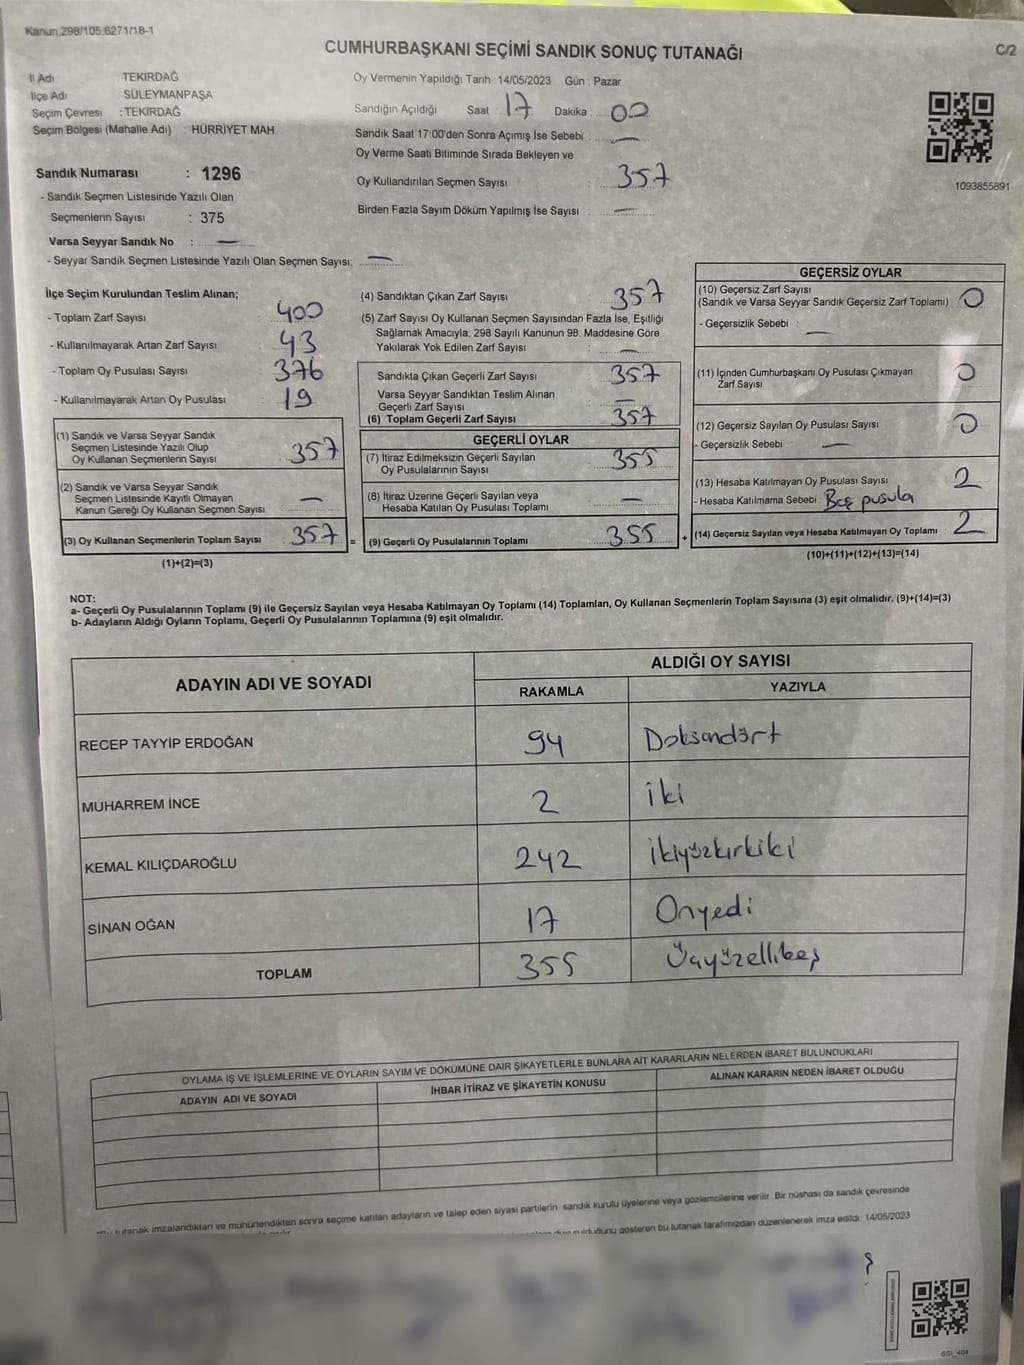 Kanun:298/105,6271/18-1
CUMHURBAŞKANI SEÇİMİ SANDIK SONUÇ TUTANAĞI
C/2
İl Adı TEKİRDAĞ
İlçe Adı SÜLEYMANPAŞA
Seçim Çevresi : TEKİRDAĞ
Seçim Bölgesi (Mahalle Adı) : HÜRRİYET MAH.
Oy Vermenin Yapıldığı Tarih : 14/05/2023 Gün : Pazar
Sandığın Açıldığı Saat 17 Dakika : 00
Sandık Saat 17:00'den Sonra Açımış İse Sebebi : —
Oy Verme Saati Bitiminde Sırada Bekleyen ve
Oy Kullandırılan Seçmen Sayısı : 357
Birden Fazla Sayım Döküm Yapılmış İse Sayısı : —
1093855891
Sandık Numarası : 1296
- Sandık Seçmen Listesinde Yazılı Olan
Seçmenlerin Sayısı : 375
Varsa Seyyar Sandık No : —
- Seyyar Sandık Seçmen Listesinde Yazılı Olan Seçmen Sayısı: —
İlçe Seçim Kurulundan Teslim Alınan;
- Toplam Zarf Sayısı : 400
- Kullanılmayarak Artan Zarf Sayısı : 43
- Toplam Oy Pusulası Sayısı : 376
- Kullanılmayarak Artan Oy Pusulası : 19
(1) Sandık ve Varsa Seyyar Sandık
Seçmen Listesinde Yazılı Olup
Oy Kullanan Seçmenlerin Sayısı : 357
(2) Sandık ve Varsa Seyyar Sandık
Seçmen Listesinde Kayıtlı Olmayan
Kanun Gereği Oy Kullanan Seçmen Sayısı : —
(3) Oy Kullanan Seçmenlerin Toplam Sayısı : 357 =
(1)+(2)=(3)
(4) Sandıktan Çıkan Zarf Sayısı : 357
(5) Zarf Sayısı Oy Kullanan Seçmen Sayısından Fazla İse, Eşitliği
Sağlamak Amacıyla, 298 Sayılı Kanunun 98. Maddesine Göre
Yakılarak Yok Edilen Zarf Sayısı : —
Sandıkta Çıkan Geçerli Zarf Sayısı : 357
Varsa Seyyar Sandıktan Teslim Alınan
Geçerli Zarf Sayısı : —
(6) Toplam Geçerli Zarf Sayısı : 357
GEÇERLİ OYLAR
(7) İtiraz Edilmeksizin Geçerli Sayılan
Oy Pusulalarının Sayısı : 355
(8) İtiraz Üzerine Geçerli Sayılan veya
Hesaba Katılan Oy Pusulası Toplamı : —
(9) Geçerli Oy Pusulalarının Toplamı : 355 +
GEÇERSİZ OYLAR
(10) Geçersiz Zarf Sayısı
(Sandık ve Varsa Seyyar Sandık Geçersiz Zarf Toplamı) : 0
- Geçersizlik Sebebi : —
(11) İçinden Cumhurbaşkanı Oy Pusulası Çıkmayan
Zarf Sayısı 0
(12) Geçersiz Sayılan Oy Pusulası Sayısı : 0
- Geçersizlik Sebebi : —
(13) Hesaba Katılmayan Oy Pusulası Sayısı 2
- Hesaba Katılmama Sebebi Boş pusula
(14) Geçersiz Sayılan veya Hesaba Katılmayan Oy Toplamı : 2
(10)+(11)+(12)+(13)=(14)
NOT:
a- Geçerli Oy Pusulalarının Toplamı (9) ile Geçersiz Sayılan veya Hesaba Katılmayan Oy Toplamı (14) Toplamları, Oy Kullanan Seçmenlerin Toplam Sayısına (3) eşit olmalıdır. (9)+(14)=(3)
b- Adayların Aldığı Oyların Toplamı, Geçerli Oy Pusulalarının Toplamına (9) eşit olmalıdır.
ADAYIN ADI VE SOYADI
ALDIĞI OY SAYISI
RAKAMLA YAZIYLA
RECEP TAYYİP ERDOĞAN 94 Doksandört
MUHARREM İNCE 2 iki
KEMAL KILIÇDAROĞLU 242 ikiyüzkırkiki
SİNAN OĞAN 17 Onyedi
TOPLAM 355 Üçyüzellibeş
OYLAMA İŞ VE İŞLEMLERİNE VE OYLARIN SAYIM VE DÖKÜMÜNE DAİR ŞİKAYETLERLE BUNLARA AİT KARARLARIN NELERDEN İBARET BULUNDUKLARI
ADAYIN ADI VE SOYADI İHBAR İTİRAZ VE ŞİKAYETİN KONUSU ALINAN KARARIN NEDEN İBARET OLDUĞU
tutanak imzalandıktan ve mühürlendikten sonra seçime katılan adayların ve talep eden siyasi partilerin sandık kurulu üyelerine veya gözlemcilerine verilir. Bir nüshası da sandık çevresinde
gösteren bu tutanak tarafımızdan düzenlenerek imza edildi. 14/05/2023
SSI_404